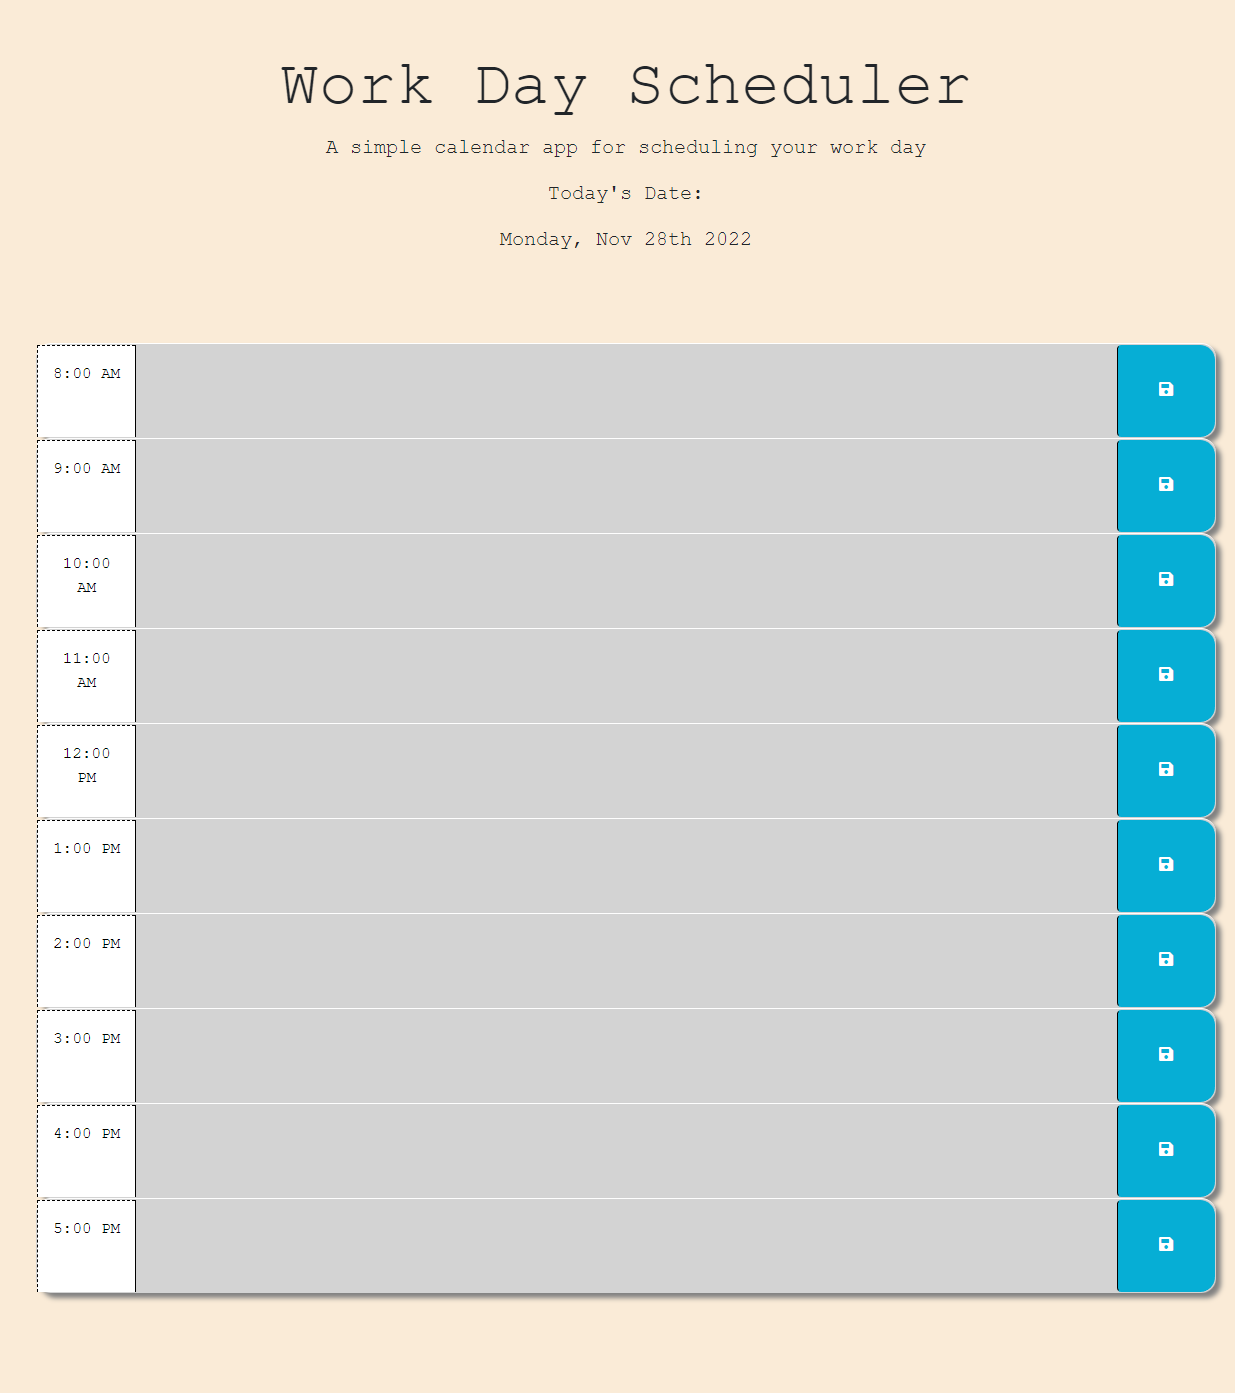 Work Day Scheduler
A simple calendar app for scheduling your work day
Today's Date:
Monday, Nov 28th 2022
8:00 AM
9:00 AM
10:00
AM
11:00
AM
12:00
PM
1:00 PM
2:00 PM
3:00 PM
4:00 PM
5:00 PM